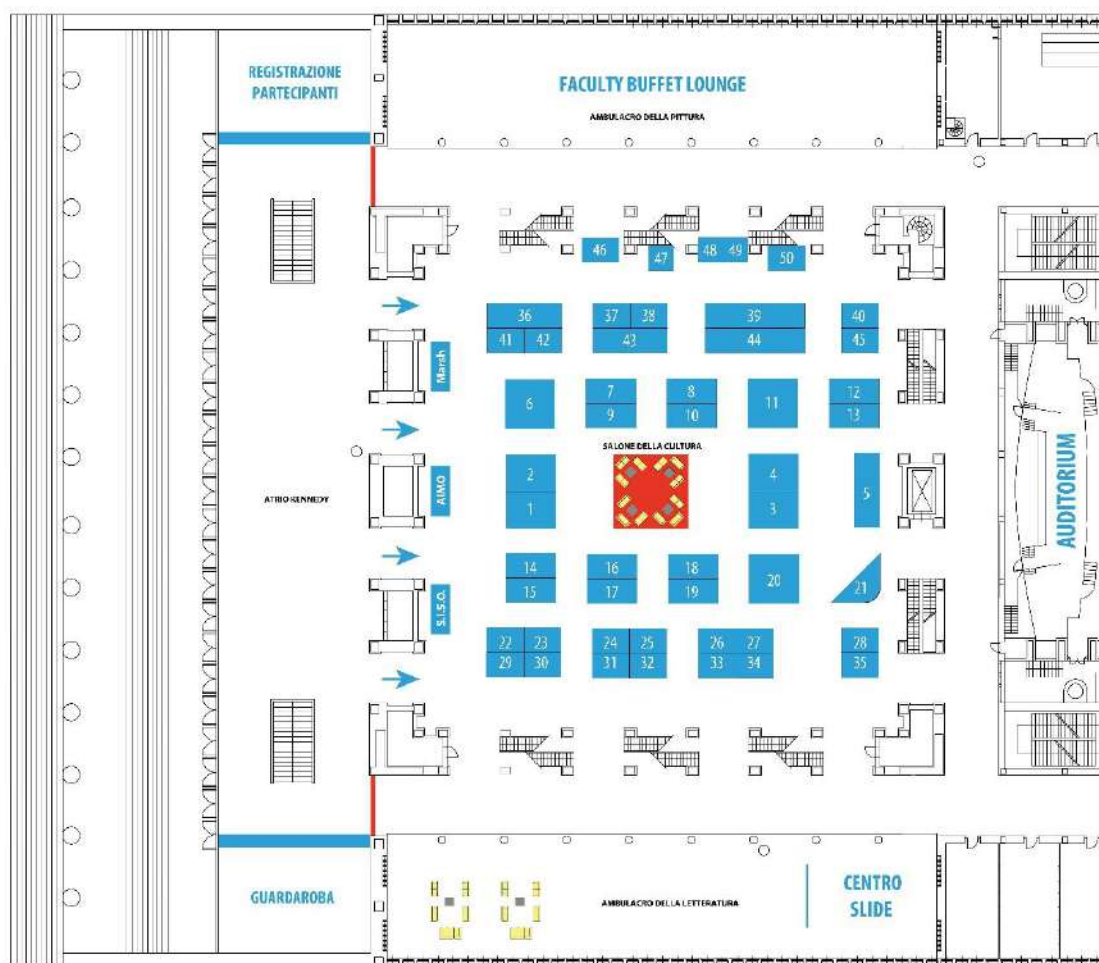 REGISTRAZIONE
PARTECIPANTI
FACULTY BUFFET LOUNGE
AMBULACRO DELLA PITTURA
46
47
48 49
50
36
37 38
39
40
41 42
43
44
45
Marsh
6
7
8
11
12
9
10
13
SALONE DELLA CULTURA
AIMO
ATRIO KENNEDY
2
1
4
3
5
AUDITORIUM
14
16
18
20
21
15
17
19
S.I.S.O.
22 23
24 25
26 27
28
29 30
31 32
33 34
35
GUARDAROBA
AMBULACRO DELLA LETTERATURA
CENTRO
SLIDE